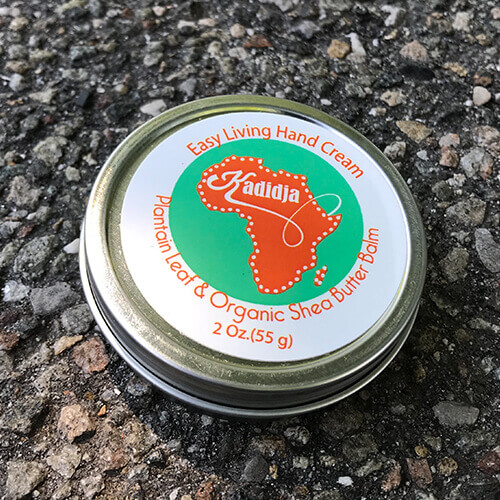 Easy Living Hand Cream
Kadidja
Plantain Leaf & Organic Shea Butter Balm
2 Oz.(55 g)